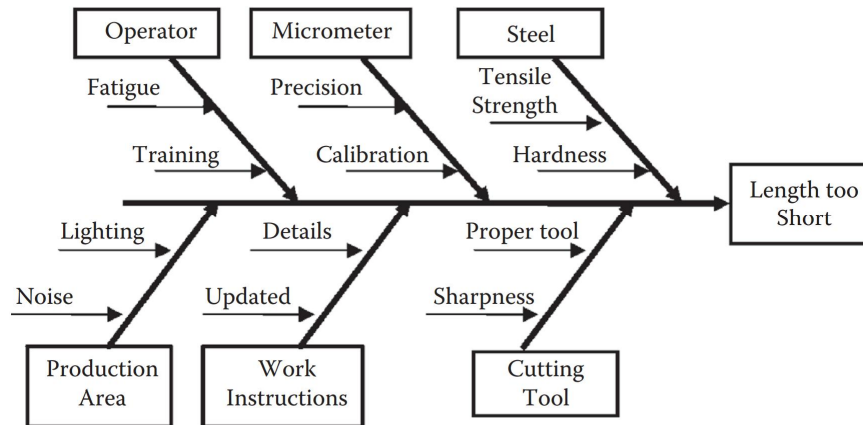 Operator
Micrometer
Steel
Fatigue
Precision
Tensile
Strength
Training
Calibration
Hardness
Length too
Short
Lighting
Details
Proper tool
Noise
Updated
Sharpness
Production
Area
Work
Instructions
Cutting
Tool